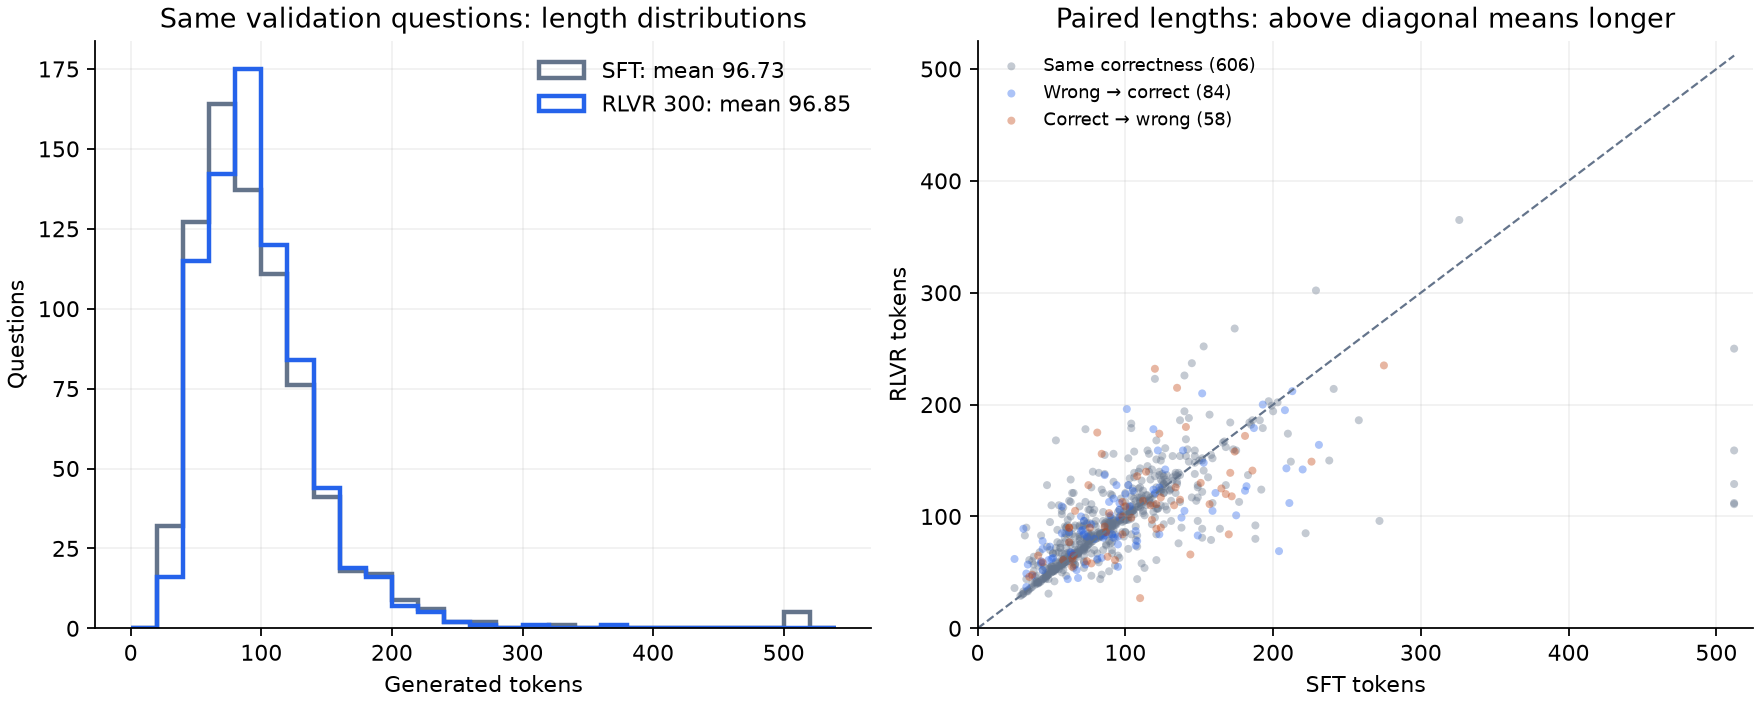 Same validation questions: length distributions
SFT: mean 96.73
RLVR 300: mean 96.85
Questions
175
150
125
100
75
50
25
0
0 100 200 300 400 500
Generated tokens
Paired lengths: above diagonal means longer
Same correctness (606)
Wrong → correct (84)
Correct → wrong (58)
RLVR tokens
500
400
300
200
100
0
0 100 200 300 400 500
SFT tokens